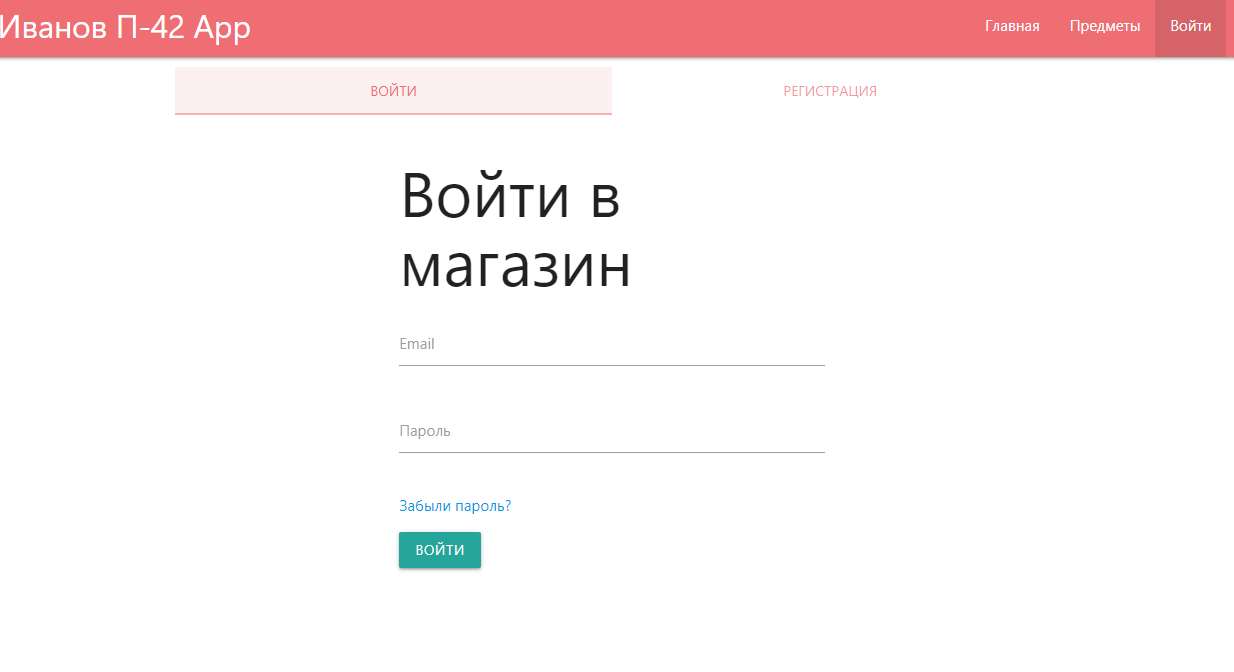 Иванов П-42 App
Главная
Предметы
Войти
ВОЙТИ
РЕГИСТРАЦИЯ
Войти в
магазин
Email
Пароль
Забыли пароль?
ВОЙТИ